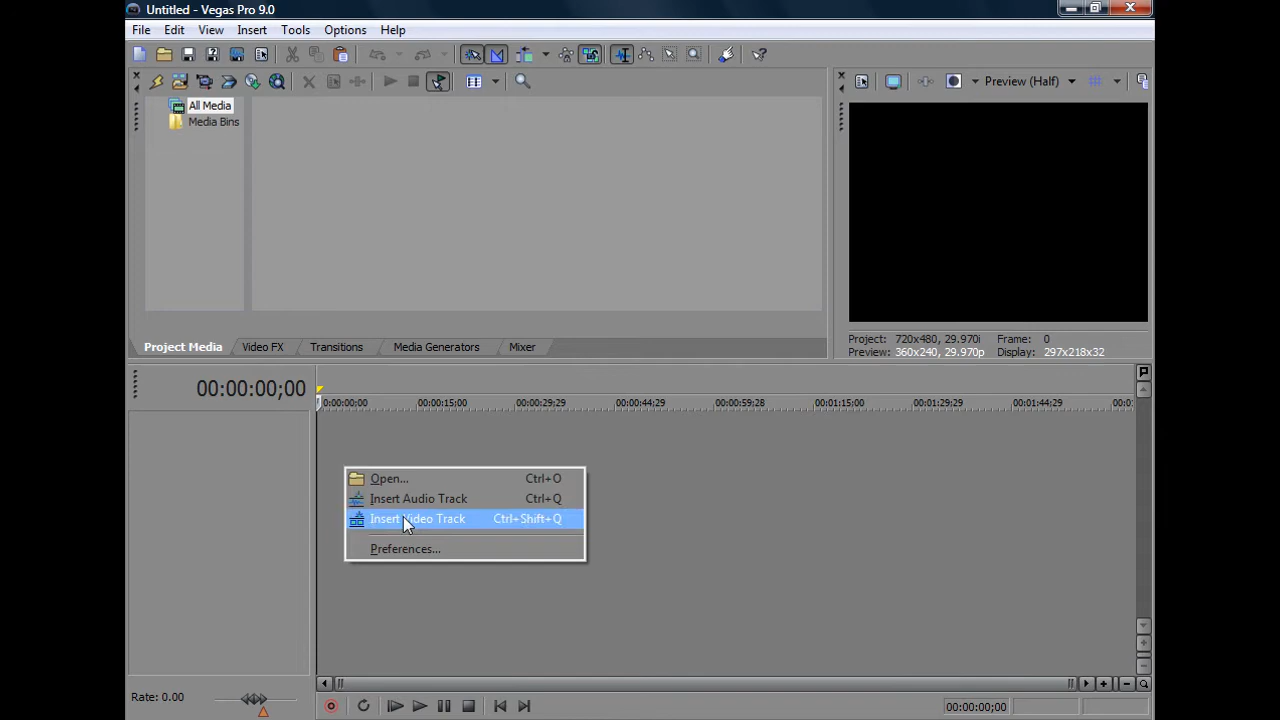 Untitled - Vegas Pro 9.0
File Edit View Insert Tools Options Help
Preview (Half)
All Media
Media Bins
Project: 720x480, 29.970i Frame: 0
Preview: 360x240, 29.970p Display: 297x218x32
Project Media Video FX Transitions Media Generators Mixer
00:00:00;00
0:00:00;00 00:00:15;00 00:00:29;29 00:00:44;29 00:00:59;28 00:01:15;00 00:01:29;29 00:01:44;29
Open... Ctrl+O
Insert Audio Track Ctrl+Q
Insert Video Track Ctrl+Shift+Q
Preferences...
Rate: 0.00
00:00:00;00